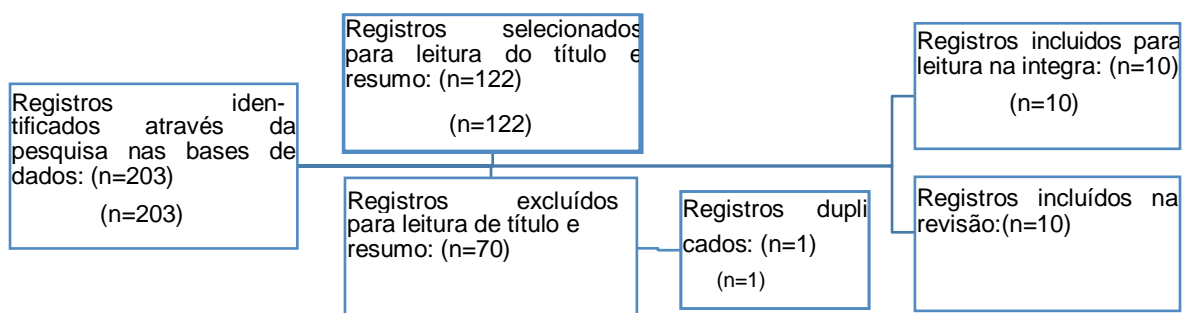 Registros iden-
tificados através da
pesquisa nas bases de
dados: (n=203)
(n=203)
Registros selecionados
para leitura do título e
resumo: (n=122)
(n=122)
Registros excluídos
para leitura de título e
resumo: (n=70)
Registros dupli
cados: (n=1)
(n=1)
Registros incluidos para
leitura na integra: (n=10)
(n=10)
Registros incluídos na
revisão:(n=10)